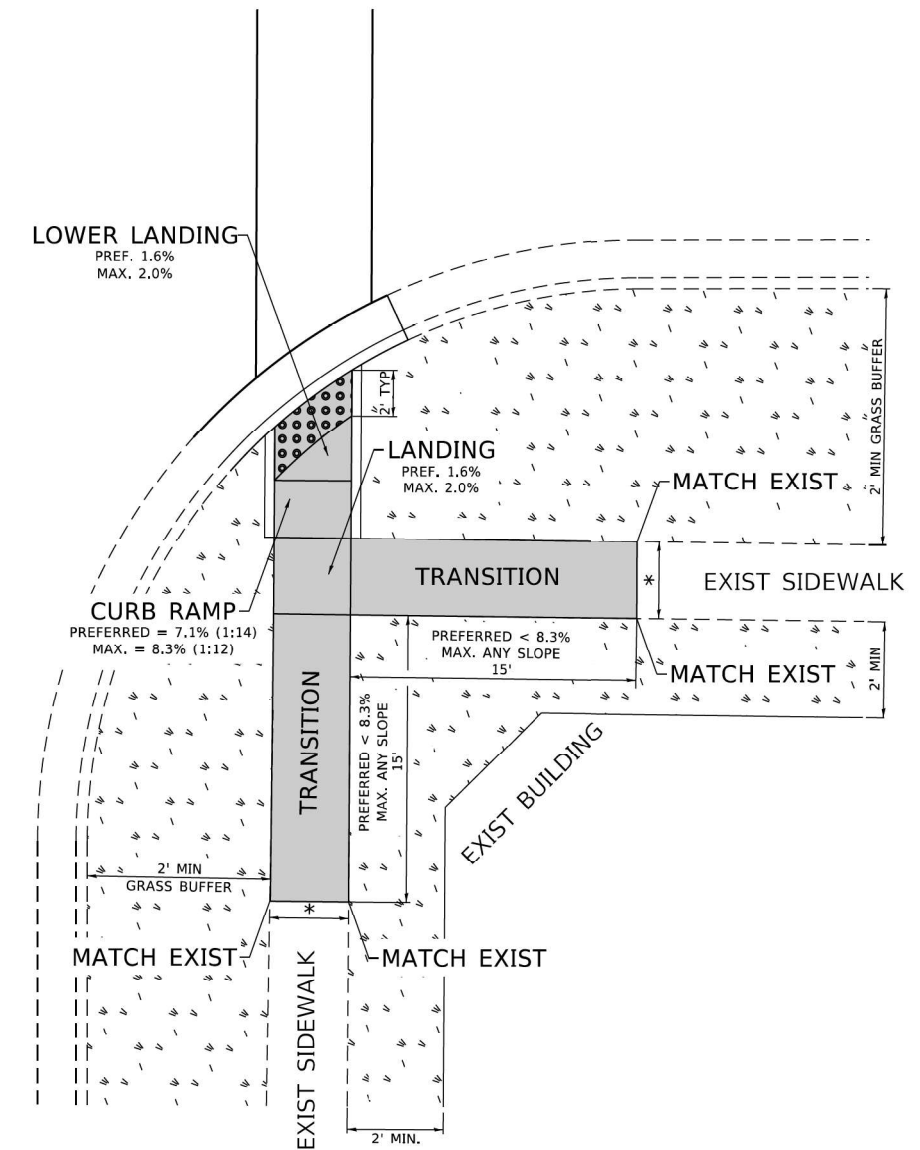 LOWER LANDING
PREF. 1.6%
MAX. 2.0%
2' TYP
LANDING
PREF. 1.6%
MAX. 2.0%
2' MIN GRASS BUFFER
MATCH EXIST
TRANSITION
*
EXIST SIDEWALK
CURB RAMP
PREFERRED = 7.1% (1:14)
MAX. = 8.3% (1:12)
PREFERRED < 8.3%
MAX. ANY SLOPE
15'
MATCH EXIST
2' MIN
TRANSITION
PREFERRED < 8.3%
MAX. ANY SLOPE
15'
EXIST BUILDING
2' MIN
GRASS BUFFER
*
MATCH EXIST
MATCH EXIST
EXIST SIDEWALK
2' MIN.